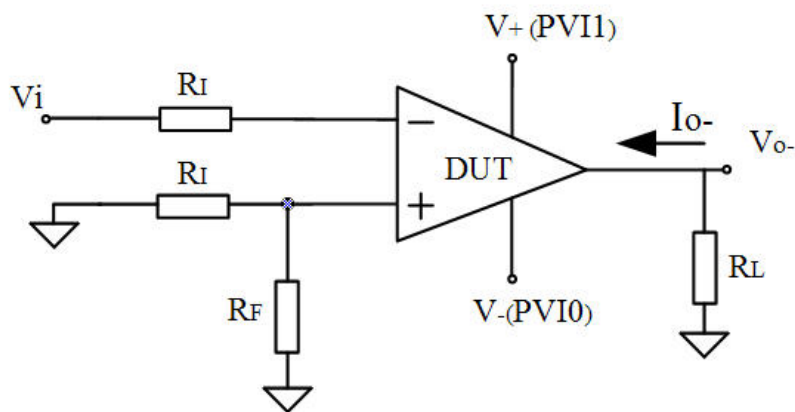 V+ (PVI1)
Vi
RI
Io-
Vo-
−
RI
DUT
+
RL
RF
V-(PVI0)